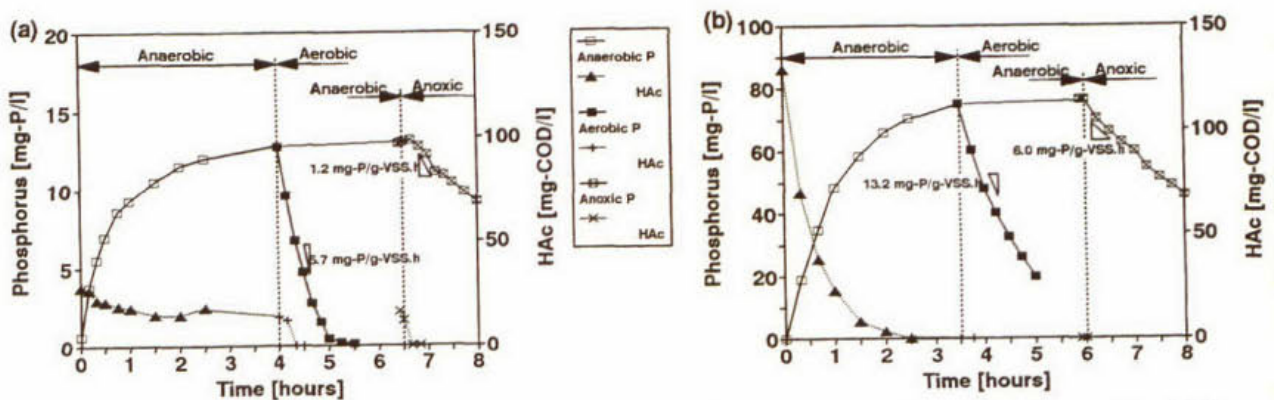 (a)
20
15
10
5
0
Phosphorus [mg-P/l]
Anaerobic
Aerobic
Anaerobic
Anoxic
1.2 mg-P/g-VSS.h
5.7 mg-P/g-VSS.h
150
100
50
0
HAc [mg-COD/l]
0 1 2 3 4 5 6 7 8
Time [hours]
Anaerobic P
HAc
Aerobic P
HAc
Anoxic P
HAc
(b)
100
80
60
40
20
0
Phosphorus [mg-P/l]
Anaerobic
Aerobic
Anaerobic
Anoxic
6.0 mg-P/g-VSS.h
13.2 mg-P/g-VSS.h
150
100
50
0
HAc [mg-COD/l]
0 1 2 3 4 5 6 7 8
Time [hours]